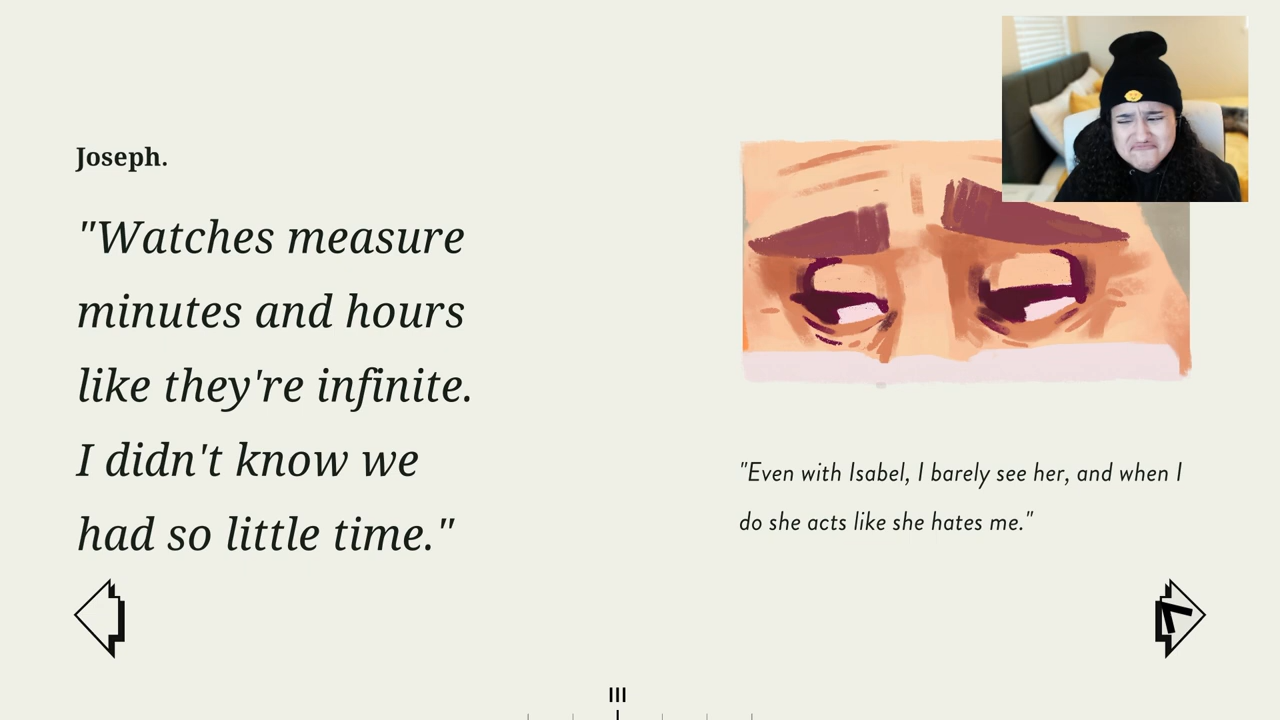 Joseph.
"Watches measure
minutes and hours
like they're infinite.
I didn't know we
had so little time."
"Even with Isabel, I barely see her, and when I
do she acts like she hates me."
III